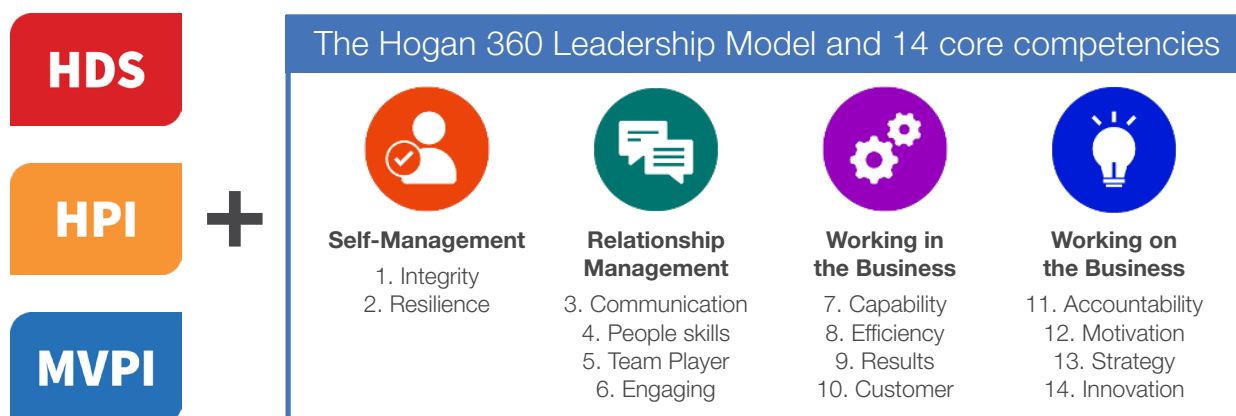 HDS
HPI
MVPI
+
The Hogan 360 Leadership Model and 14 core competencies
Self-Management
1. Integrity
2. Resilience
Relationship
Management
3. Communication
4. People skills
5. Team Player
6. Engaging
Working in
the Business
7. Capability
8. Efficiency
9. Results
10. Customer
Working on
the Business
11. Accountability
12. Motivation
13. Strategy
14. Innovation